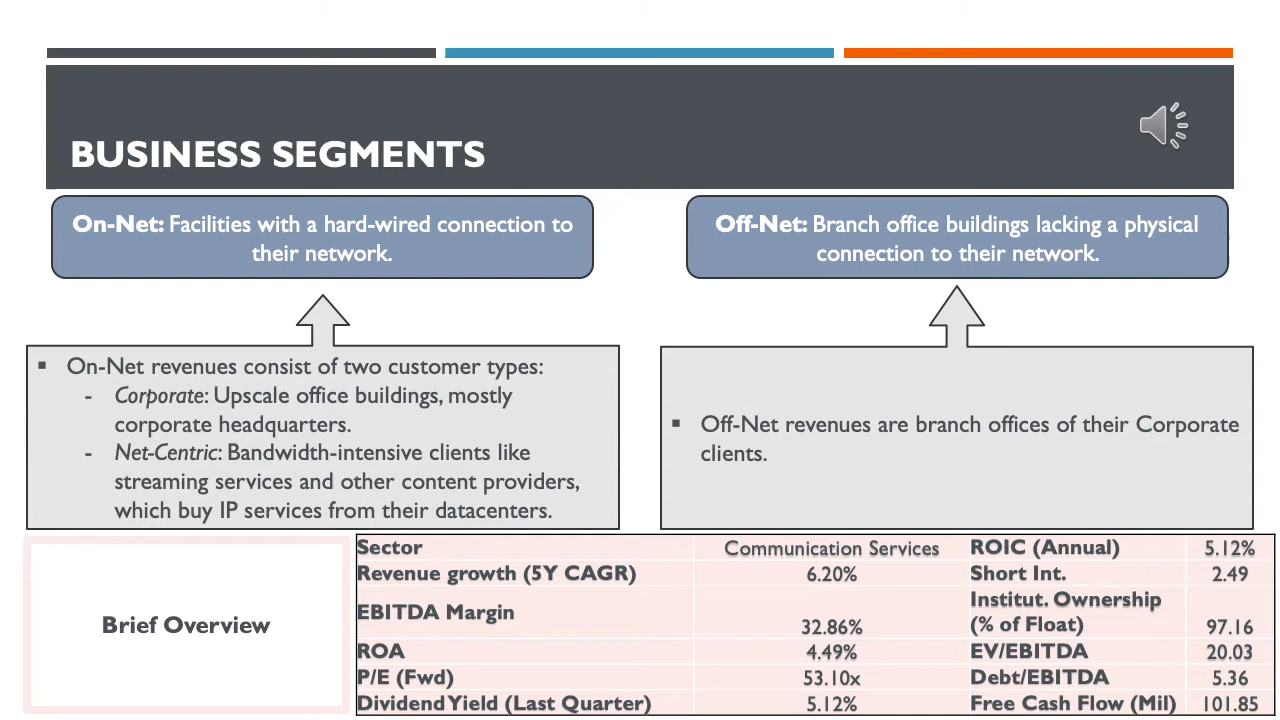 BUSINESS SEGMENTS
On-Net: Facilities with a hard-wired connection to
their network.
Off-Net: Branch office buildings lacking a physical
connection to their network.
▪ On-Net revenues consist of two customer types:
- Corporate: Upscale office buildings, mostly
corporate headquarters.
- Net-Centric: Bandwidth-intensive clients like
streaming services and other content providers,
which buy IP services from their datacenters.
▪ Off-Net revenues are branch offices of their Corporate
clients.
Brief Overview
Sector Communication Services ROIC (Annual) 5.12%
Revenue growth (5Y CAGR) 6.20% Short Int. 2.49
EBITDA Margin 32.86% Institut. Ownership
(% of Float) 97.16
ROA 4.49% EV/EBITDA 20.03
P/E (Fwd) 53.10x Debt/EBITDA 5.36
Dividend Yield (Last Quarter) 5.12% Free Cash Flow (Mil) 101.85